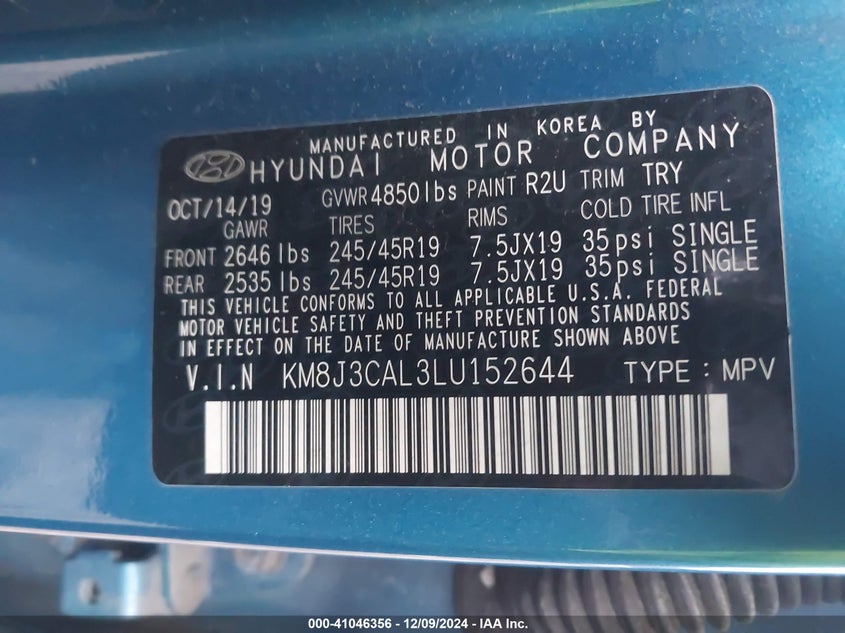 MANUFACTURED IN KOREA BY
HYUNDAI MOTOR COMPANY
OCT/14/19 GVWR 4850lbs PAINT R2U TRIM TRY
GAWR TIRES RIMS COLD TIRE INFL
FRONT 2646 lbs 245/45R19 7.5JX19 35psi SINGLE
REAR 2535 lbs 245/45R19 7.5JX19 35psi SINGLE
THIS VEHICLE CONFORMS TO ALL APPLICABLE U.S.A. FEDERAL
MOTOR VEHICLE SAFETY AND THEFT PREVENTION STANDARDS
IN EFFECT ON THE DATE OF MANUFACTURE SHOWN ABOVE
V.I.N KM8J3CAL3LU152644 TYPE : MPV
000-41046356 - 12/09/2024 - IAA Inc.